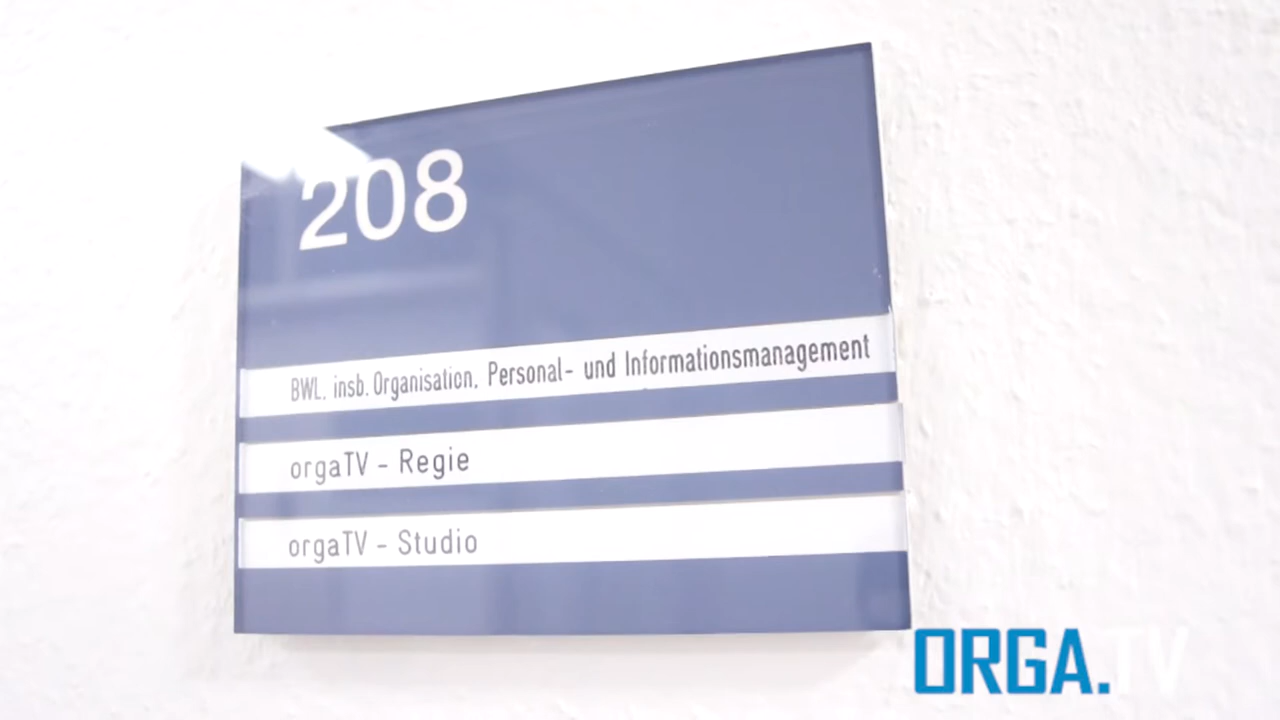 208
BWL, insb. Organisation, Personal- und Informationsmanagement
orgaTV - Regie
orgaTV - Studio
ORGA.TV